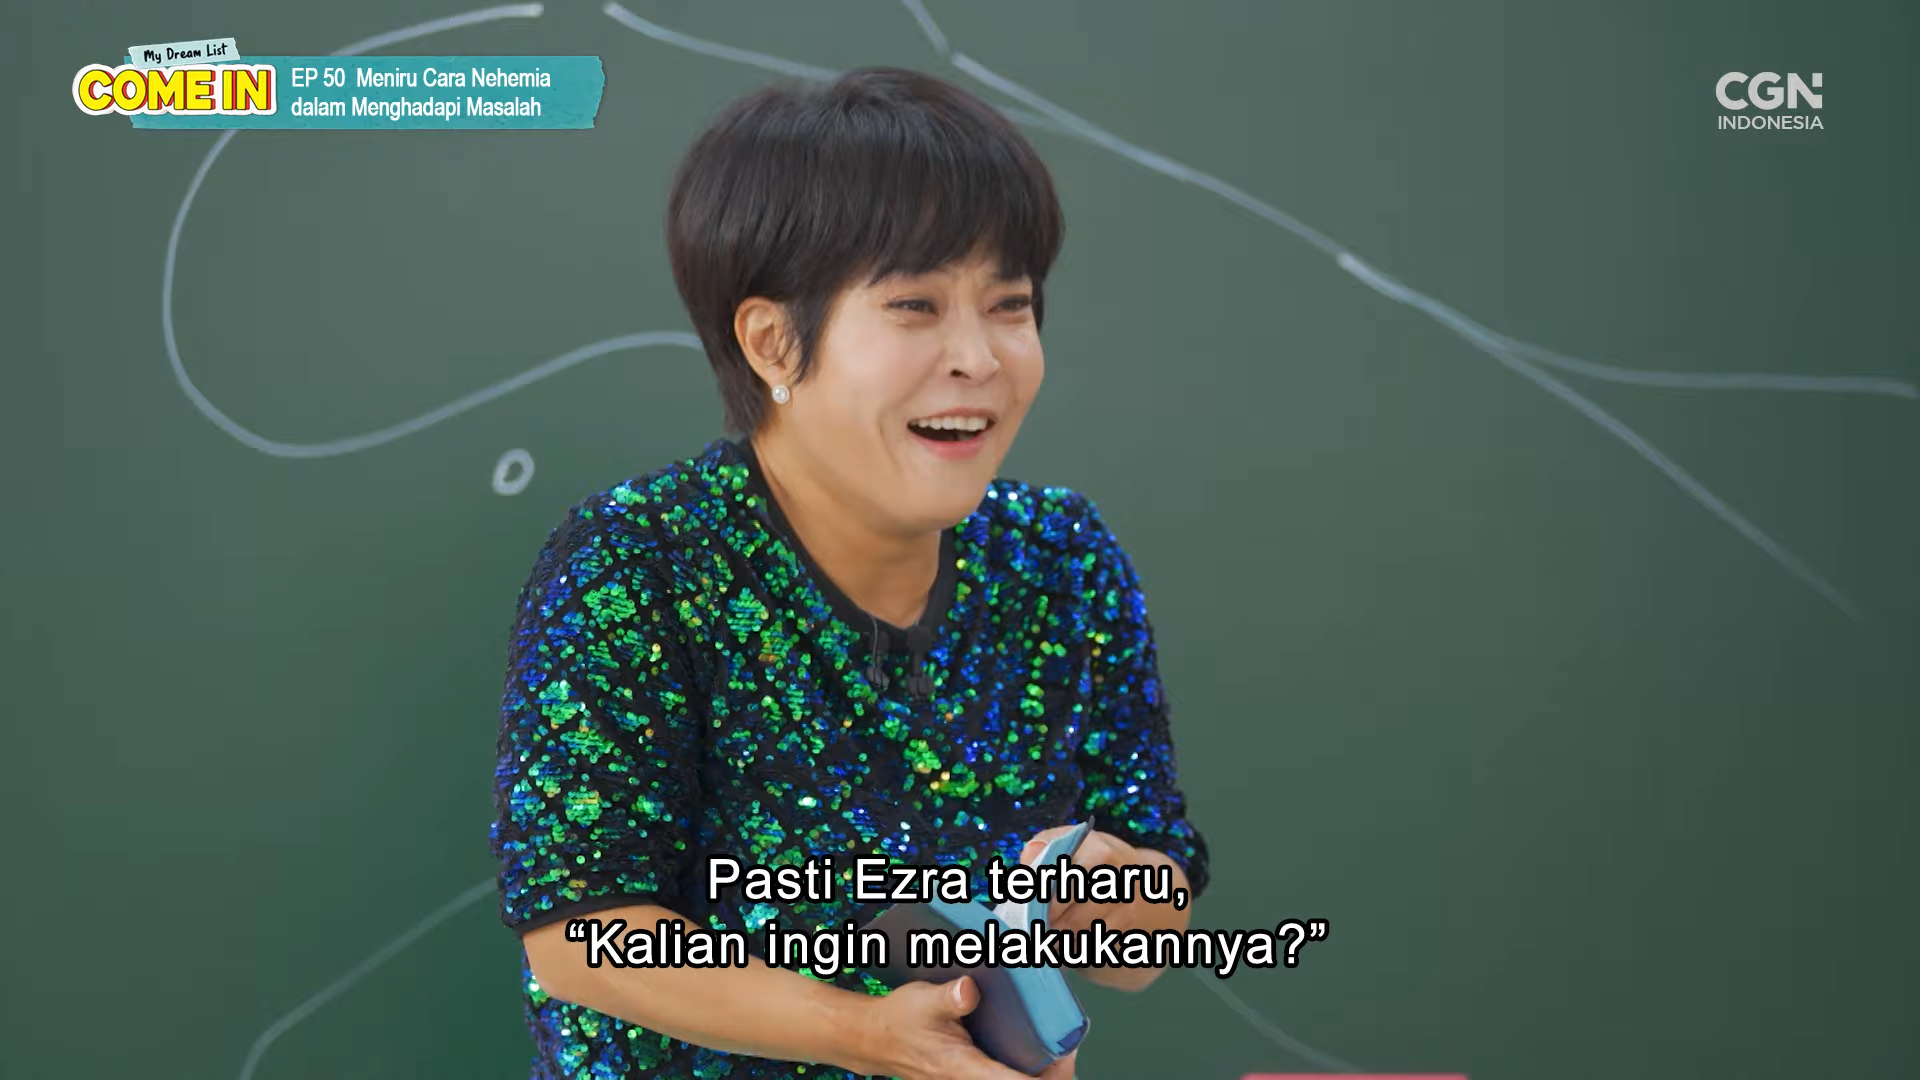 My Dream List
COME IN
EP 50 Meniru Cara Nehemia
dalam Menghadapi Masalah
CGN
INDONESIA
Pasti Ezra terharu,
“Kalian ingin melakukannya?”